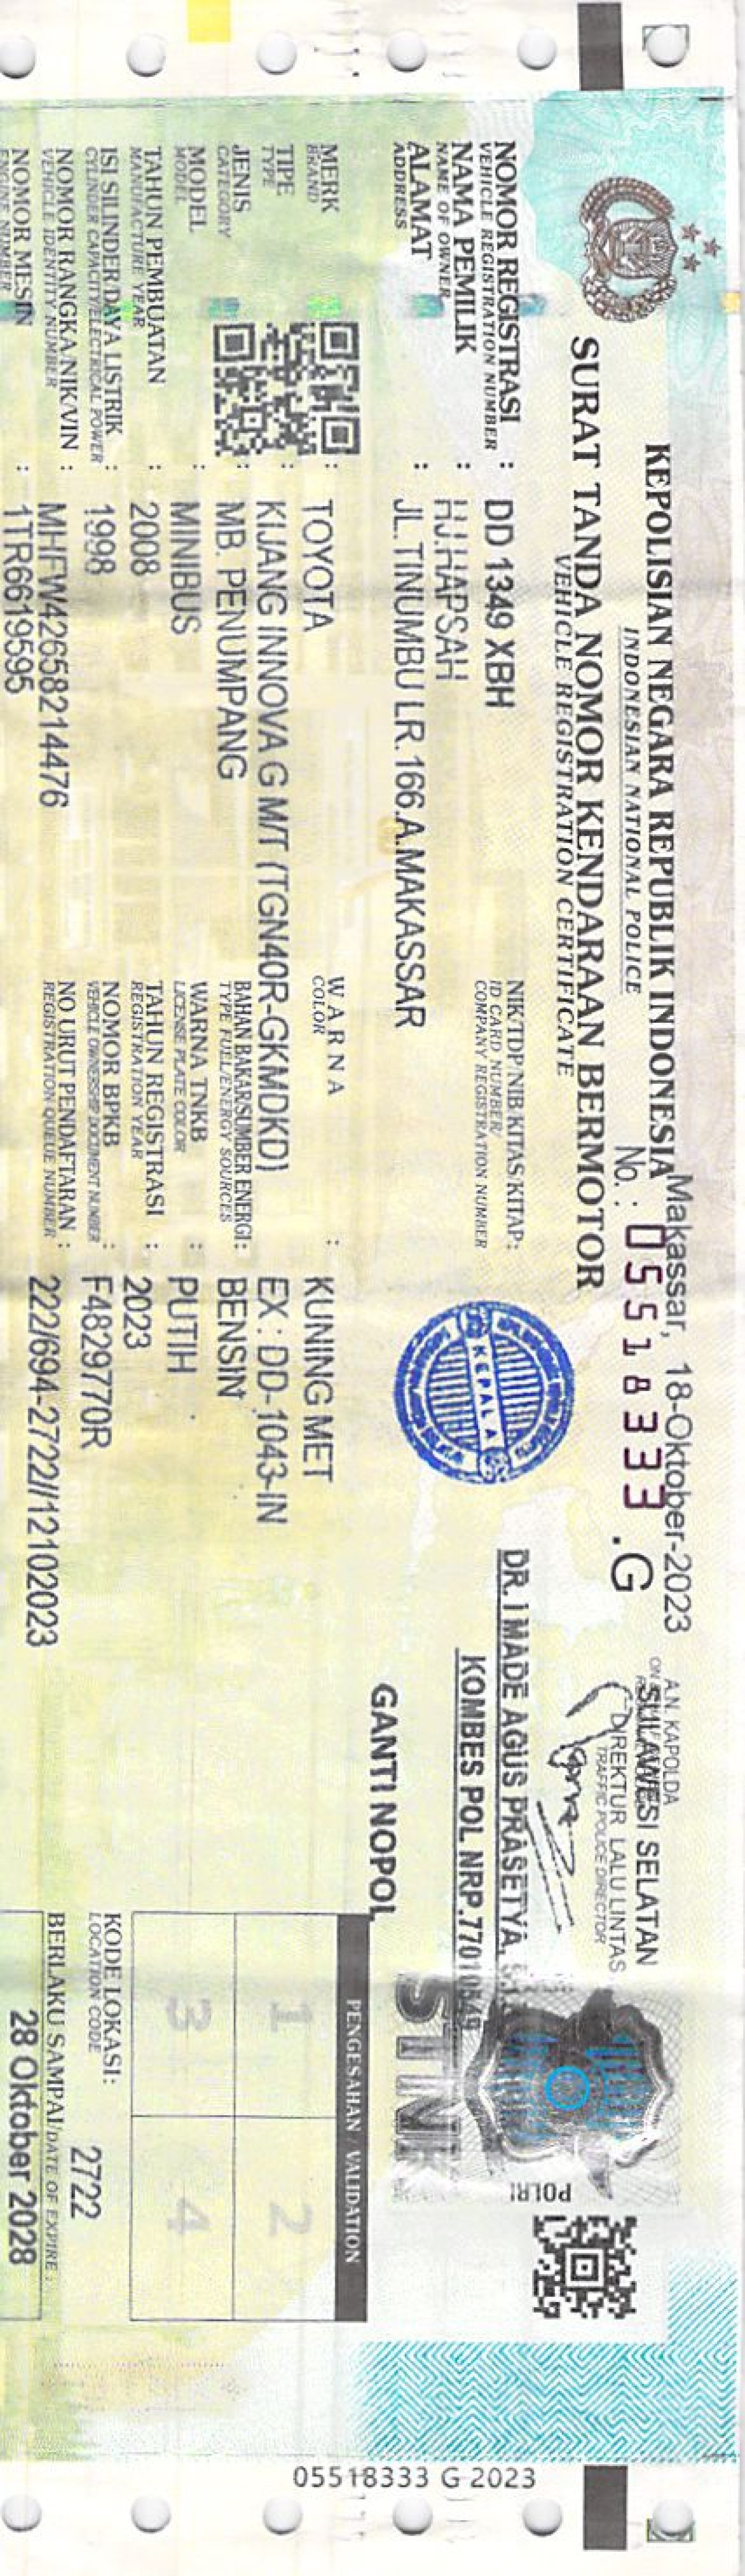 KEPOLISIAN NEGARA REPUBLIK INDONESIA
INDONESIAN NATIONAL POLICE
Makassar, 18-Oktober-2023
No. : 05518333 .G
SURAT TANDA NOMOR KENDARAAN BERMOTOR
VEHICLE REGISTRATION CERTIFICATE
A.N. KAPOLDA
SULAWESI SELATAN
DIREKTUR LALU LINTAS
TRAFFIC POLICE DIRECTOR
DR. I MADE AGUS PRASETYA,
KOMBES POL NRP.77010549
KEPALA
STNK
POLRI
NOMOR REGISTRASI : DD 1349 XBH
VEHICLE REGISTRATION NUMBER
NAMA PEMILIK : HJ.HAPSAH
NAME OF OWNER
ALAMAT : JL.TINUMBU LR. 166.A.MAKASSAR
ADDRESS
NIK/TDP/NIB/KITAS/KITAP :
ID CARD NUMBER/
COMPANY REGISTRATION NUMBER
GANTI NOPOL
MERK : TOYOTA
BRAND
TIPE : KIJANG INNOVA G M/T (TGN40R-GKMDKD)
TYPE
JENIS : MB. PENUMPANG
CATEGORY
MODEL : MINIBUS
MODEL
TAHUN PEMBUATAN : 2008
MANUFACTURE YEAR
ISI SILINDER/DAYA LISTRIK : 1998
CYLINDER CAPACITY/ELECTRICAL POWER
NOMOR RANGKA/NIK/VIN : MHFW42658214476
VEHICLE IDENTITY NUMBER
NOMOR MESIN : 1TR6619595
ENGINE NUMBER
WARNA : KUNING MET
COLOR
EX : DD-1043-IN
BAHAN BAKAR/SUMBER ENERGI : BENSIN
TYPE FUEL/ENERGY SOURCES
WARNA TNKB : PUTIH
LICENSE PLATE COLOR
TAHUN REGISTRASI : 2023
REGISTRATION YEAR
NOMOR BPKB : F4829770R
VEHICLE OWNERSHIP DOCUMENT NUMBER
NO URUT PENDAFTARAN : 222/694-2722//12102023
REGISTRATION QUEUE NUMBER
PENGESAHAN VALIDATION
1 2
3 4
KODE LOKASI : 2722
LOCATION CODE
BERLAKU SAMPAI/DATE OF EXPIRE :
28 Oktober 2028
05518333 G 2023